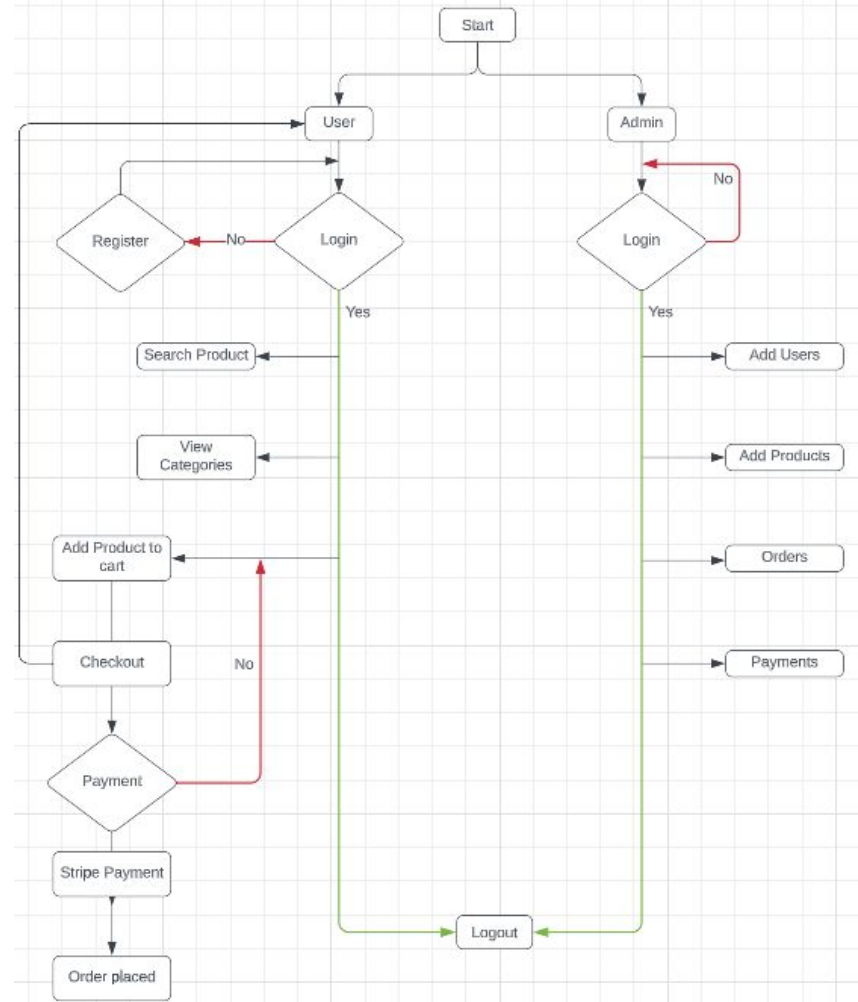 Start
User
Admin
No
Register
No
Login
Login
Yes
Yes
Search Product
Add Users
View
Categories
Add Products
Add Product to
cart
Orders
Checkout
No
Payments
Payment
Stripe Payment
Logout
Order placed